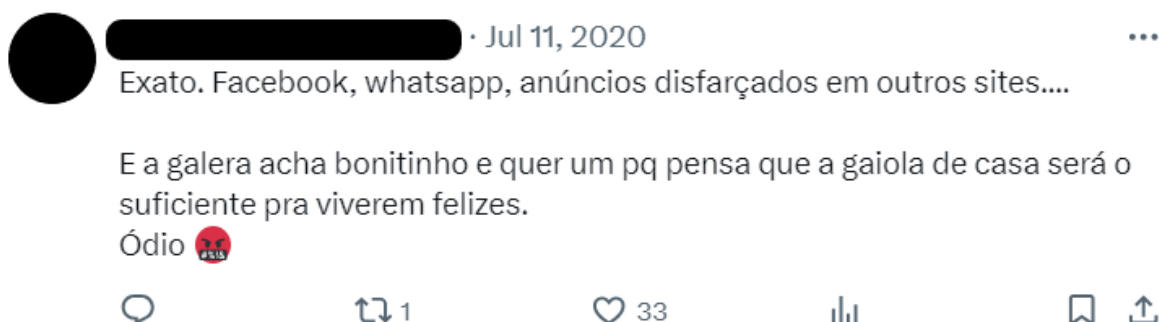 · Jul 11, 2020
Exato. Facebook, whatsapp, anúncios disfarçados em outros sites....
E a galera acha bonitinho e quer um pq pensa que a gaiola de casa será o
suficiente pra viverem felizes.
Ódio 🤬
1 33